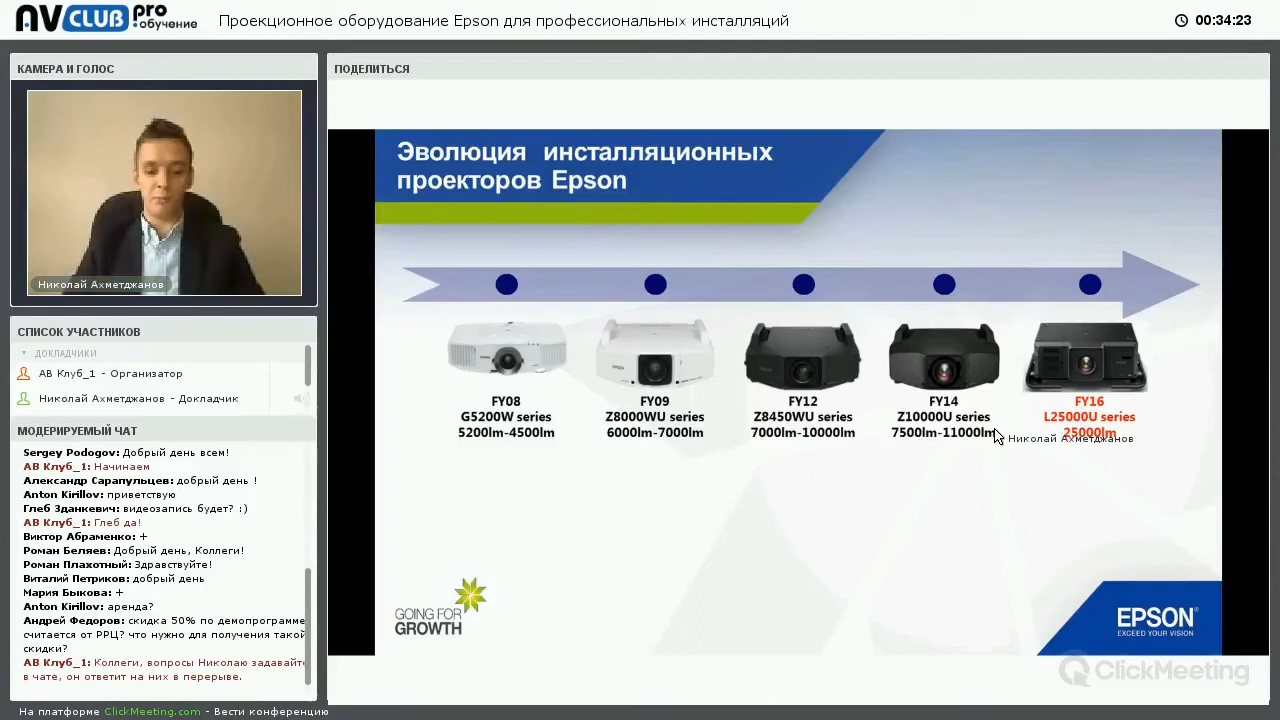 AV CLUB pro обучение
Проекционное оборудование Epson для профессиональных инсталляций
00:34:23
КАМЕРА И ГОЛОС
Николай Ахметджанов
СПИСОК УЧАСТНИКОВ
ДОКЛАДЧИКИ
АВ Клуб_1 - Организатор
Николай Ахметджанов - Докладчик
МОДЕРИРУЕМЫЙ ЧАТ
Sergey Podogov: Добрый день всем!
АВ Клуб_1: Начинаем
Александр Сарапульцев: добрый день !
Anton Kirillov: приветствую
Глеб Зданкевич: видеозапись будет? :)
АВ Клуб_1: Глеб да!
Виктор Абраменко: +
Роман Беляев: Добрый день, Коллеги!
Роман Плахотный: Здравствуйте!
Виталий Петриков: добрый день
Мария Быкова: +
Anton Kirillov: аренда?
Андрей Федоров: скидка 50% по демопрограмме
считается от РРЦ? что нужно для получения такой
скидки?
АВ Клуб_1: Коллеги, вопросы Николаю задавайте
в чате, он ответит на них в перерыве.
ПОДЕЛИТЬСЯ
Эволюция инсталляционных
проекторов Epson
FY08
G5200W series
5200lm-4500lm
FY09
Z8000WU series
6000lm-7000lm
FY12
Z8450WU series
7000lm-10000lm
FY14
Z10000U series
7500lm-11000lm
FY16
L25000U series
25000lm
Николай Ахметджанов
GOING FOR
GROWTH
EPSON
EXCEED YOUR VISION
ClickMeeting
На платформе ClickMeeting.com - Вести конференцию